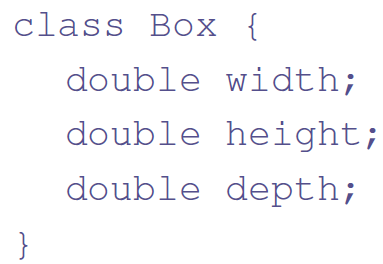 class Box {
  double width;
  double height;
  double depth;
}